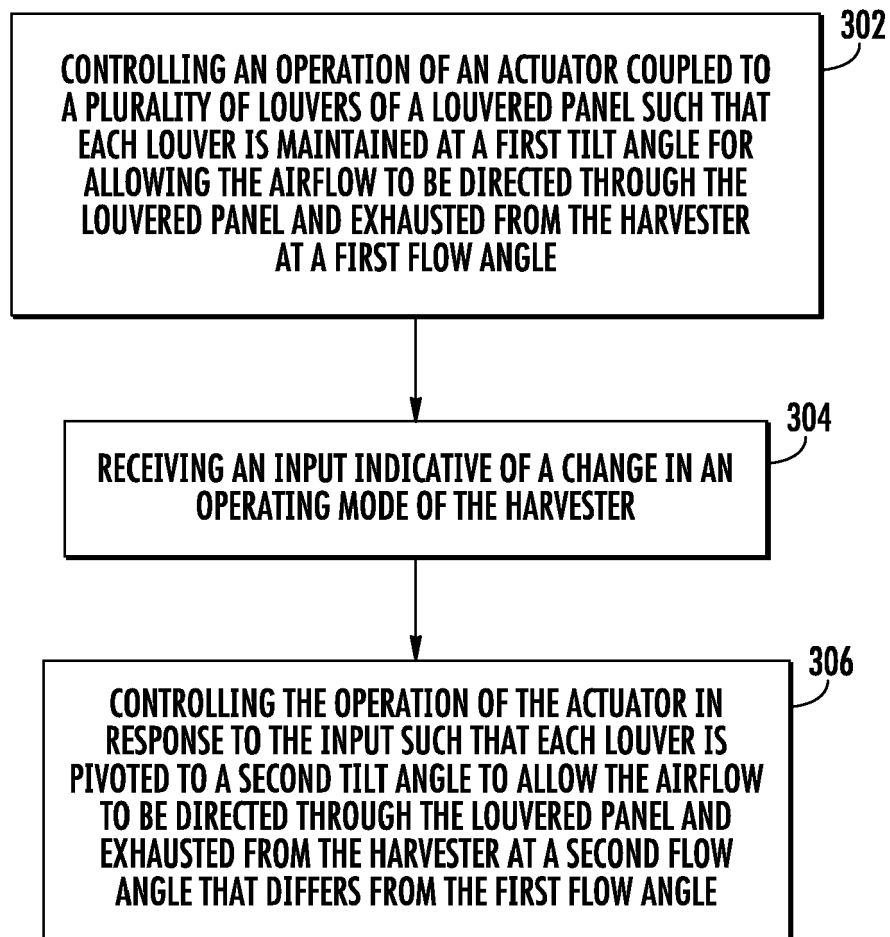 302
CONTROLLING AN OPERATION OF AN ACTUATOR COUPLED TO
A PLURALITY OF LOUVERS OF A LOUVERED PANEL SUCH THAT
EACH LOUVER IS MAINTAINED AT A FIRST TILT ANGLE FOR
ALLOWING THE AIRFLOW TO BE DIRECTED THROUGH THE
LOUVERED PANEL AND EXHAUSTED FROM THE HARVESTER
AT A FIRST FLOW ANGLE
304
RECEIVING AN INPUT INDICATIVE OF A CHANGE IN AN
OPERATING MODE OF THE HARVESTER
306
CONTROLLING THE OPERATION OF THE ACTUATOR IN
RESPONSE TO THE INPUT SUCH THAT EACH LOUVER IS
PIVOTED TO A SECOND TILT ANGLE TO ALLOW THE AIRFLOW
TO BE DIRECTED THROUGH THE LOUVERED PANEL AND
EXHAUSTED FROM THE HARVESTER AT A SECOND FLOW
ANGLE THAT DIFFERS FROM THE FIRST FLOW ANGLE